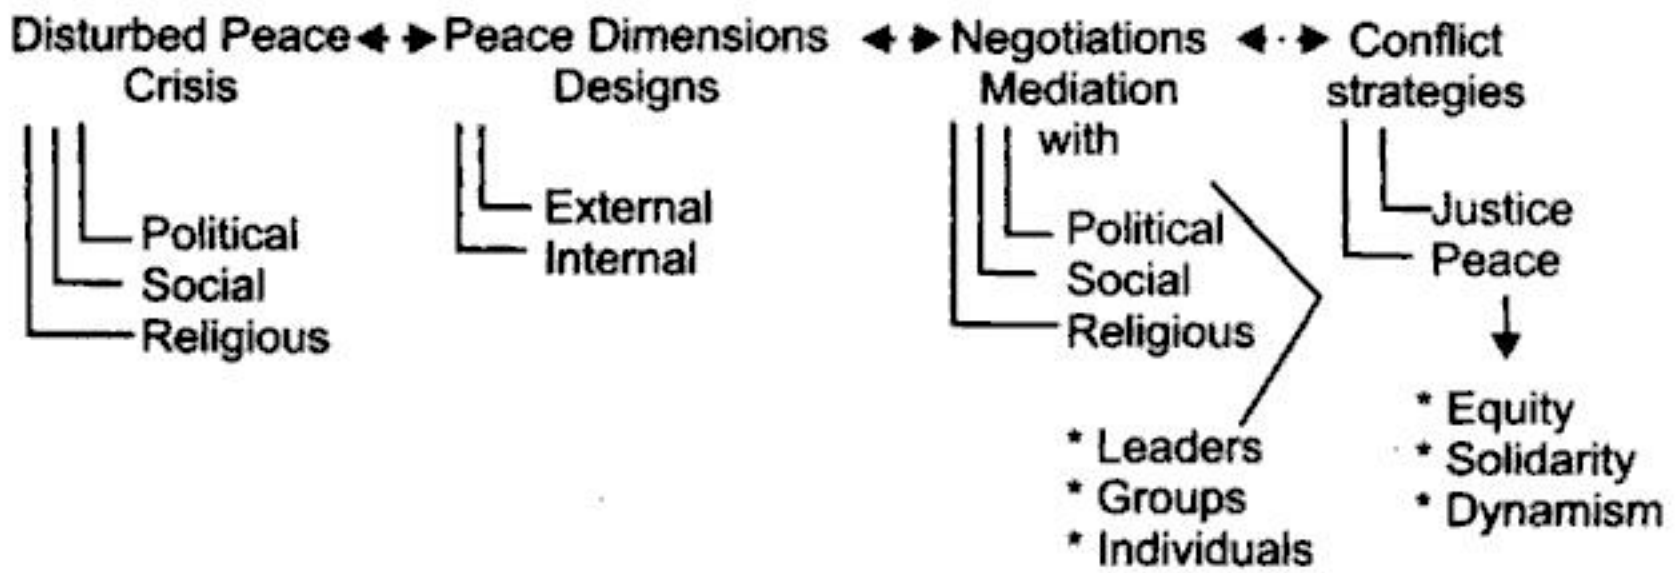 Disturbed Peace Peace Dimensions Negotiations Conflict
Crisis Designs Mediation strategies
with
Political
Social
Religious
External
Internal
Political
Social
Religious
* Leaders
* Groups
* Individuals
Justice
Peace
* Equity
* Solidarity
* Dynamism